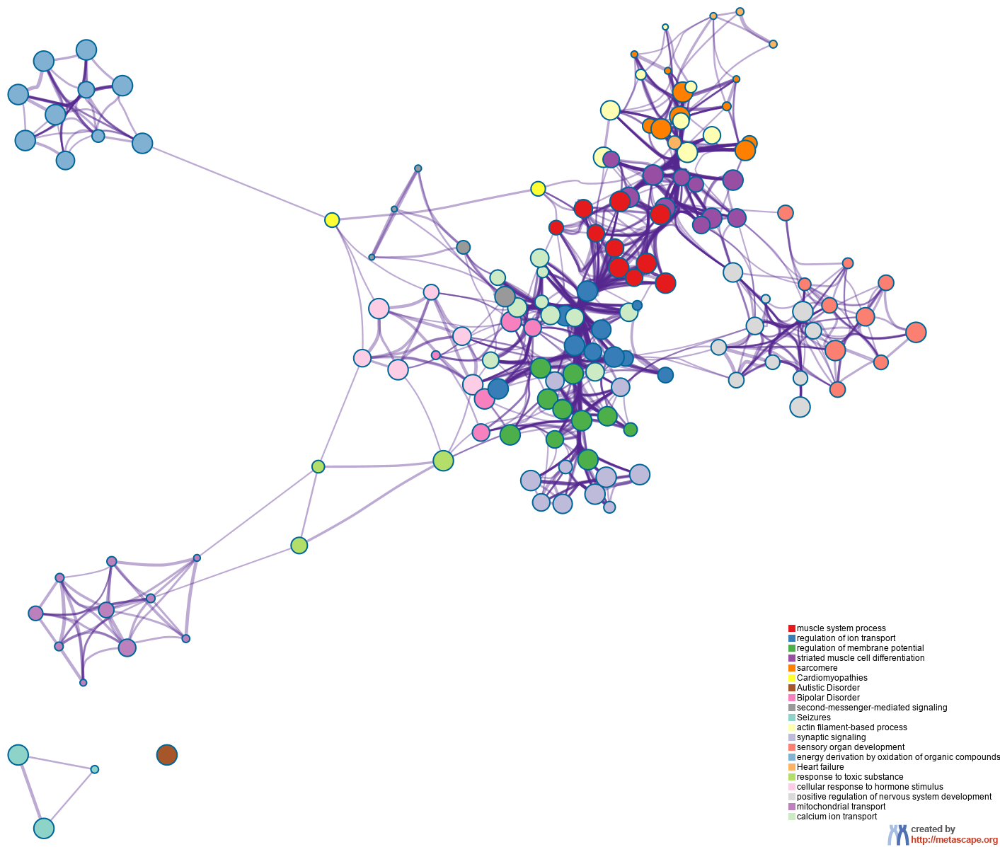 muscle system process
regulation of ion transport
regulation of membrane potential
striated muscle cell differentiation
sarcomere
Cardiomyopathies
Autistic Disorder
Bipolar Disorder
second-messenger-mediated signaling
Seizures
actin filament-based process
synaptic signaling
sensory organ development
energy derivation by oxidation of organic compounds
Heart failure
response to toxic substance
cellular response to hormone stimulus
positive regulation of nervous system development
mitochondrial transport
calcium ion transport
created by
http://metascape.org